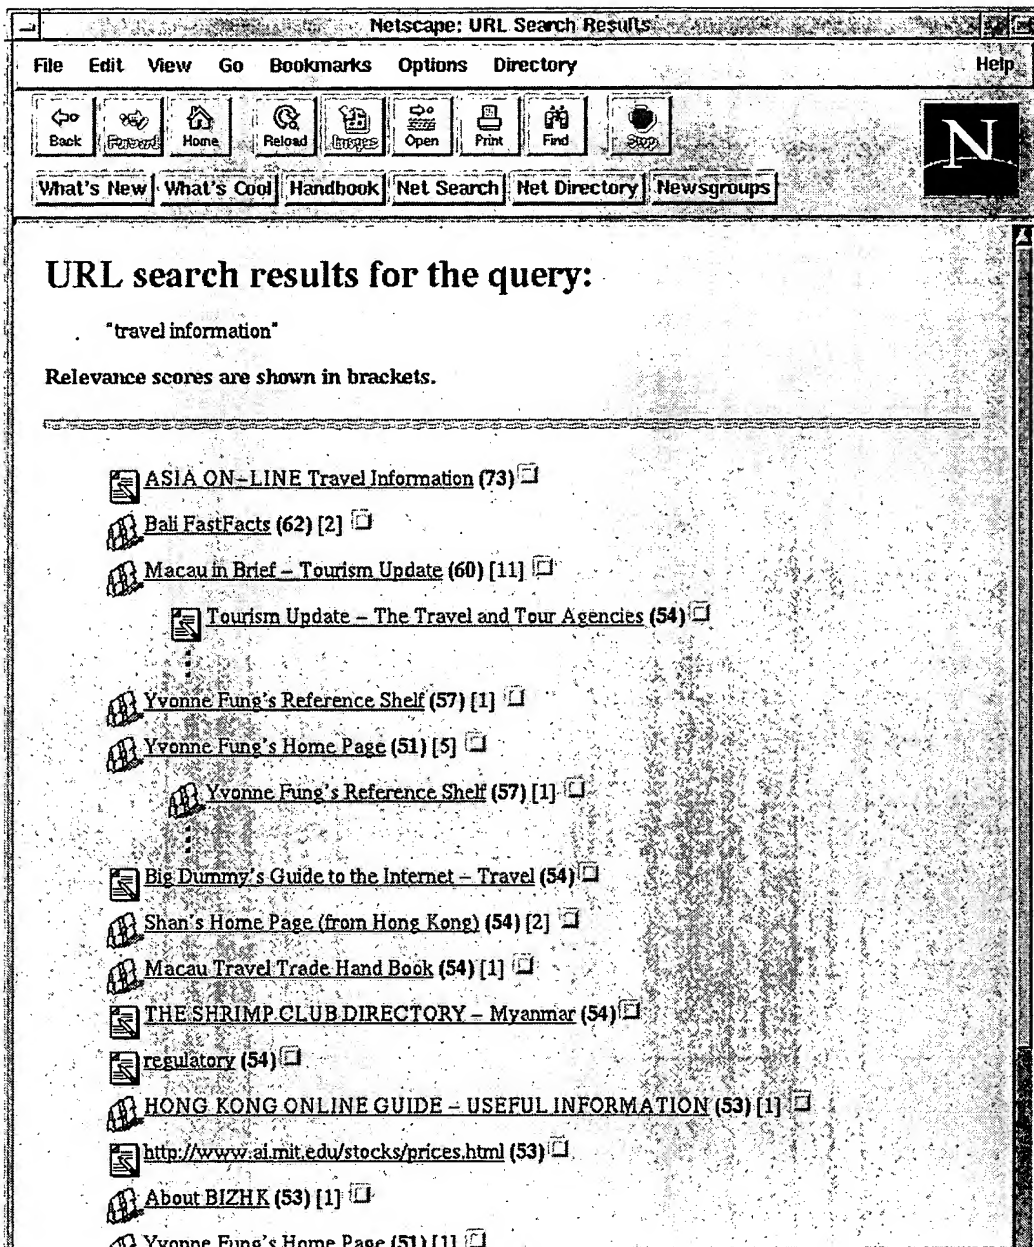 Netscape: URL Search Results
File Edit View Go Bookmarks Options Directory Help
Back Forward Home Reload Images Open Print Find Stop
N
What's New What's Cool Handbook Net Search Net Directory Newsgroups
URL search results for the query:
"travel information"
Relevance scores are shown in brackets.
ASIA ON-LINE Travel Information (73)
Bali FastFacts (62) [2]
Macau in Brief – Tourism Update (60) [11]
Tourism Update – The Travel and Tour Agencies (54)
Yvonne Fung's Reference Shelf (57) [1]
Yvonne Fung's Home Page (51) [5]
Yvonne Fung's Reference Shelf (57) [1]
Big Dummy's Guide to the Internet – Travel (54)
Shan's Home Page (from Hong Kong) (54) [2]
Macau Travel Trade Hand Book (54) [1]
THE SHRIMP CLUB DIRECTORY – Myanmar (54)
regulatory (54)
HONG KONG ONLINE GUIDE – USEFUL INFORMATION (53) [1]
http://www.ai.mit.edu/stocks/prices.html (53)
About BIZHK (53) [1]
Yvonne Fung's Home Page (51) [1]